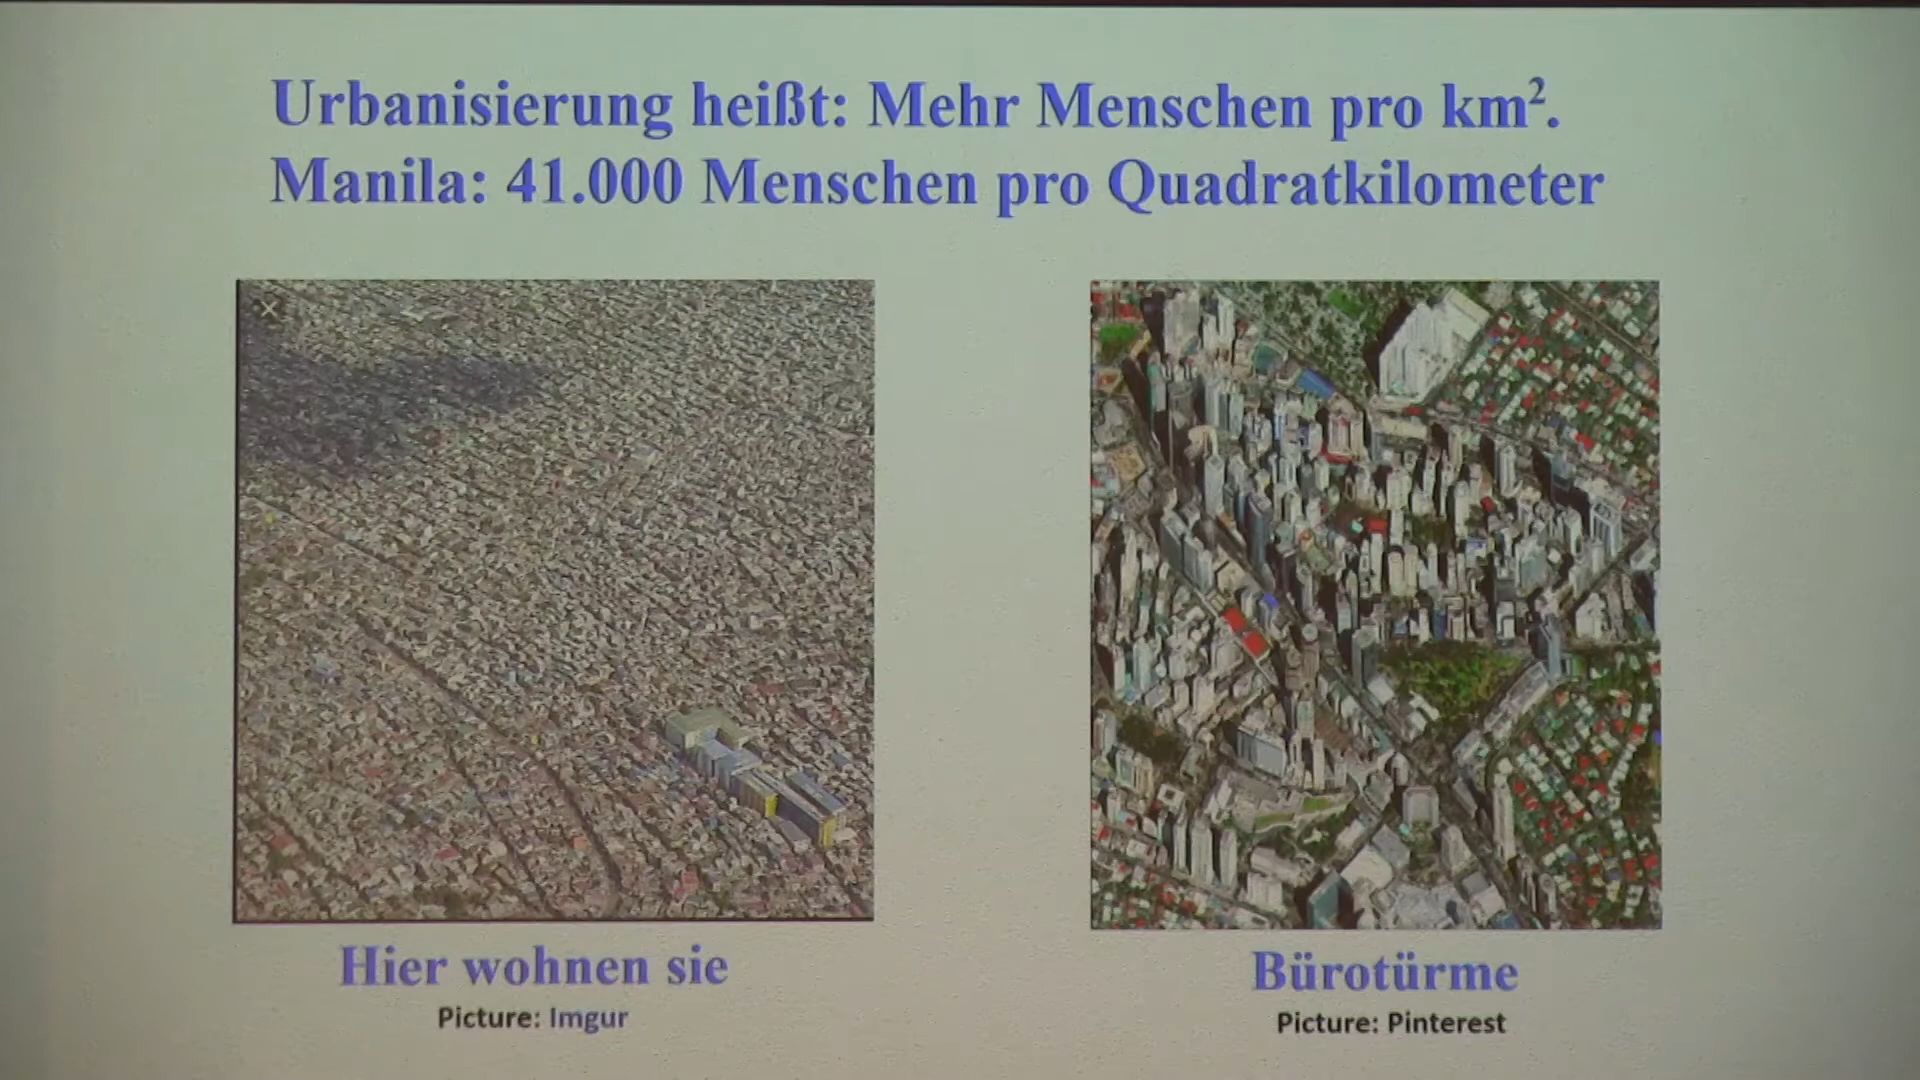 Urbanisierung heißt: Mehr Menschen pro km².
Manila: 41.000 Menschen pro Quadratkilometer
Hier wohnen sie
Picture: Imgur
Bürotürme
Picture: Pinterest